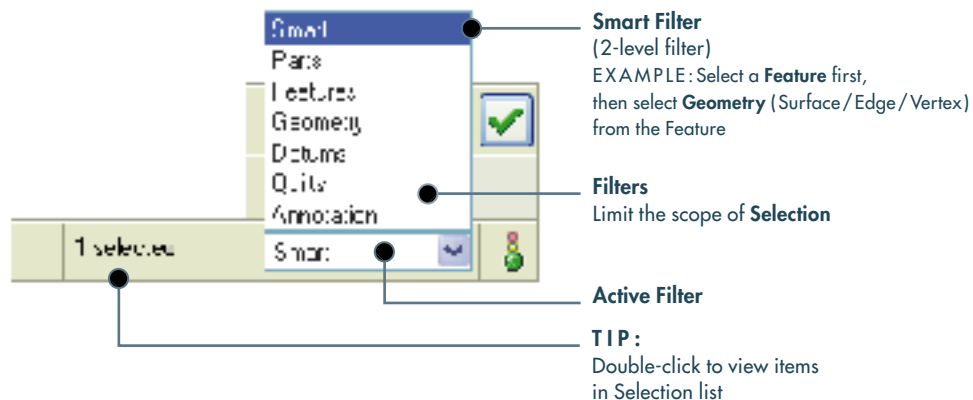 Smart
Parts
Features
Geometry
Datums
Quilts
Annotation
1 selected
Smart
Smart Filter
(2-level filter)
EXAMPLE: Select a Feature first,
then select Geometry (Surface/Edge/Vertex)
from the Feature
Filters
Limit the scope of Selection
Active Filter
TIP:
Double-click to view items
in Selection list